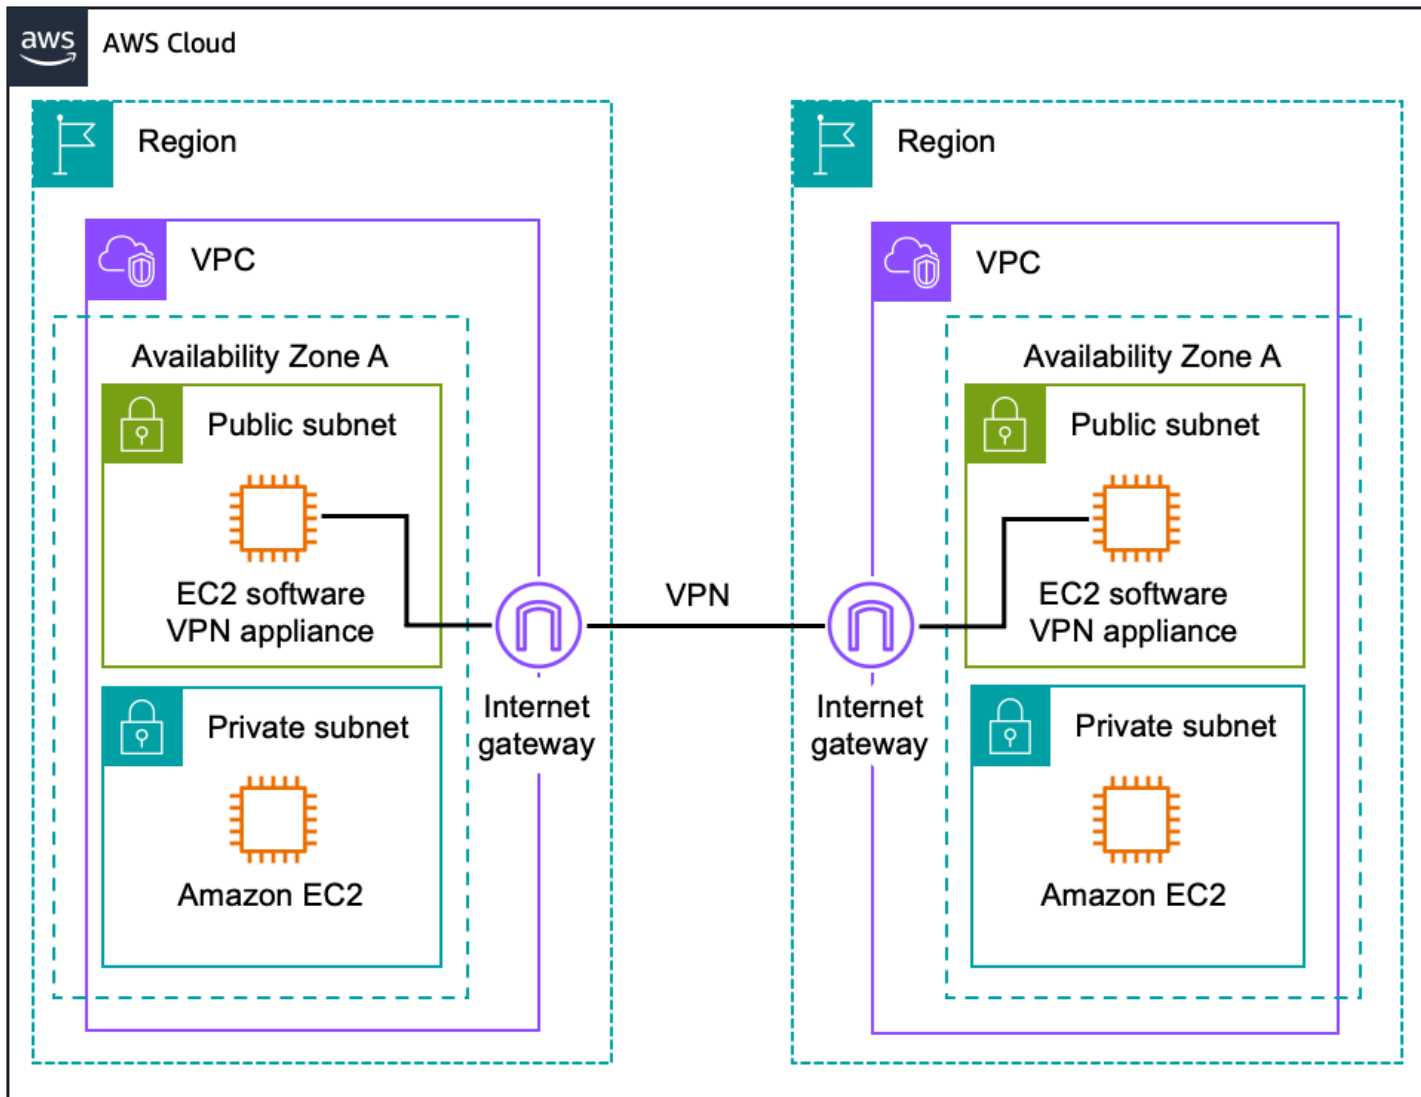 aws
AWS Cloud
Region
VPC
Availability Zone A
Public subnet
EC2 software
VPN appliance
Private subnet
Amazon EC2
Internet
gateway
VPN
Region
VPC
Availability Zone A
Public subnet
EC2 software
VPN appliance
Private subnet
Amazon EC2
Internet
gateway